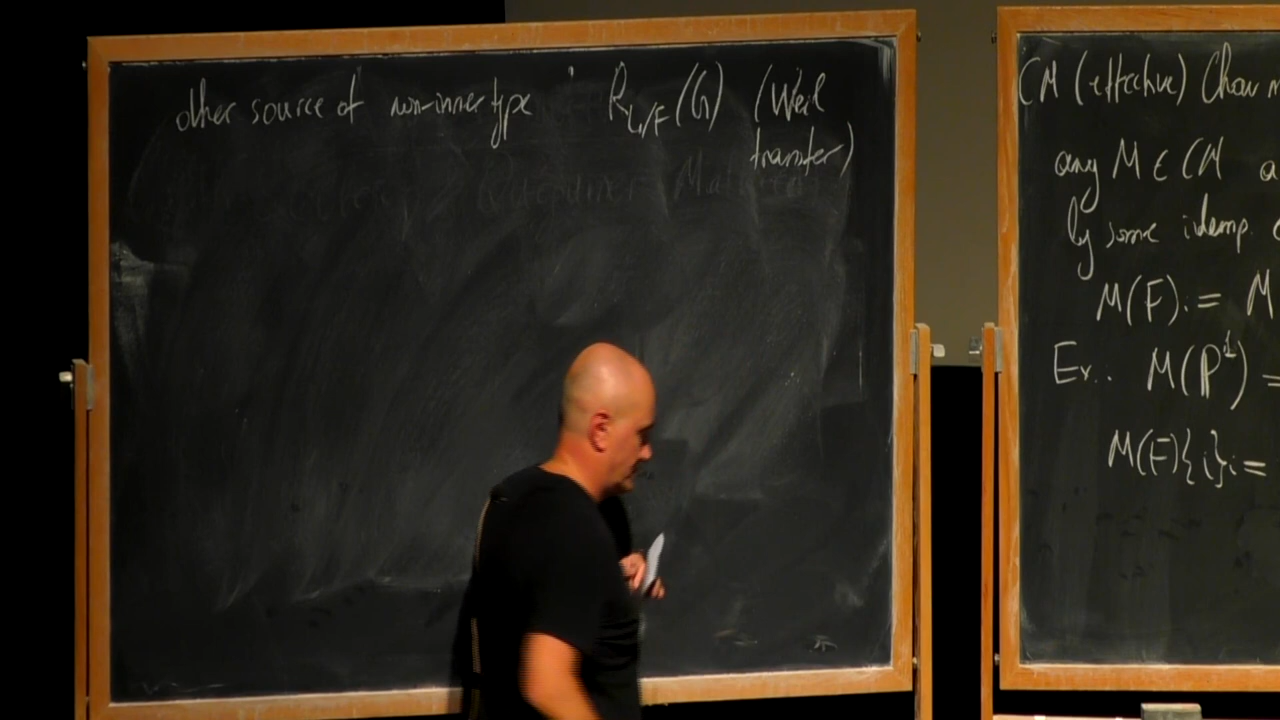 other source of non-inner type : R_{L/F}(G) (Weil
transfer)
CM (effective) Chow m
any M ∈ CM a
by some idemp.
M(F) := M
Ex.. M(P^1) =
M(F){i} :=